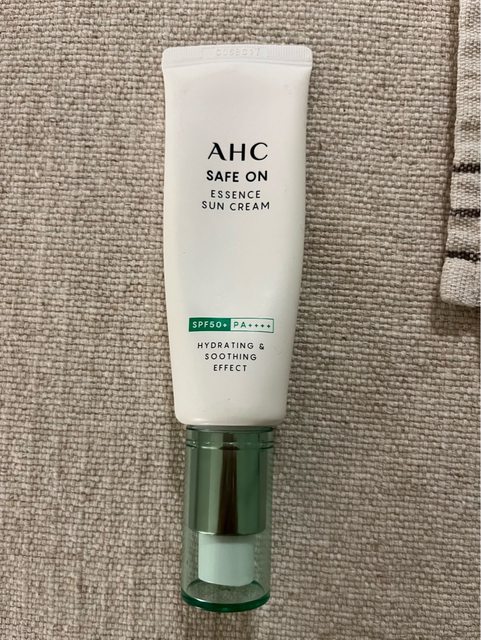 AHC
SAFE ON
ESSENCE
SUN CREAM
SPF50+ PA++++
HYDRATING &
SOOTHING
EFFECT